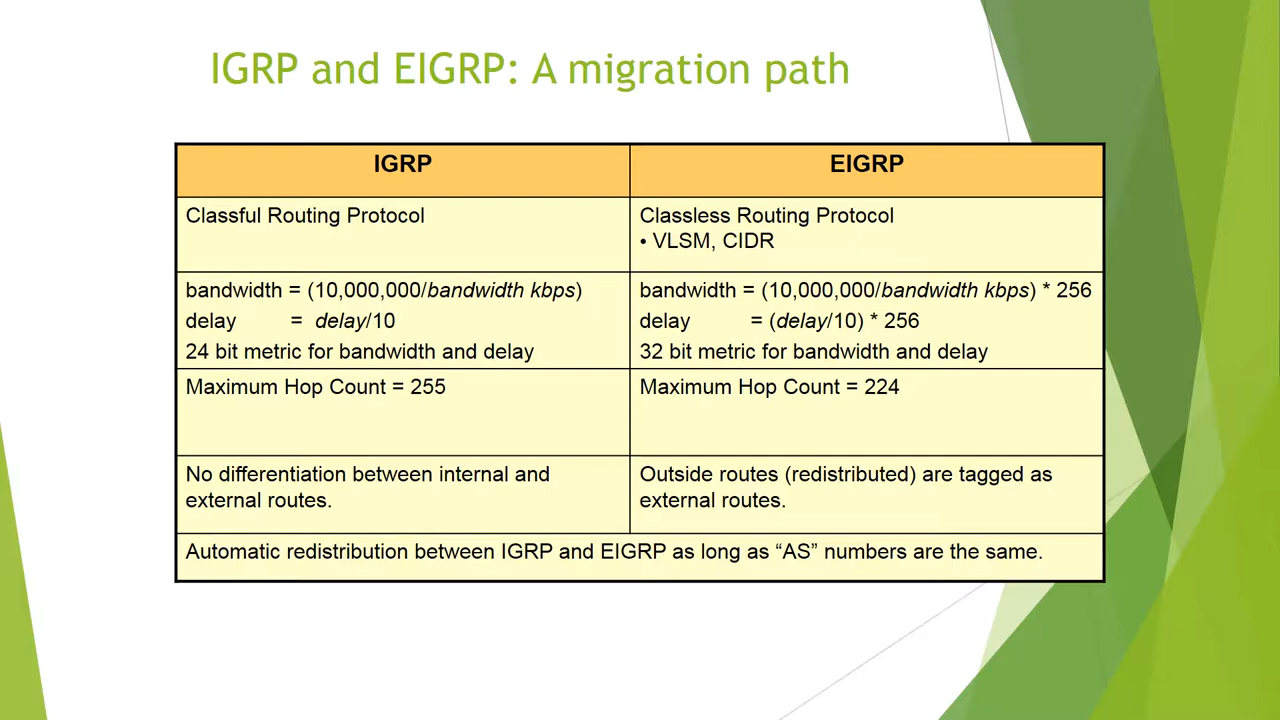 IGRP and EIGRP: A migration path
IGRP
EIGRP
Classful Routing Protocol
Classless Routing Protocol
• VLSM, CIDR
bandwidth = (10,000,000/bandwidth kbps)
delay = delay/10
24 bit metric for bandwidth and delay
bandwidth = (10,000,000/bandwidth kbps) * 256
delay = (delay/10) * 256
32 bit metric for bandwidth and delay
Maximum Hop Count = 255
Maximum Hop Count = 224
No differentiation between internal and
external routes.
Outside routes (redistributed) are tagged as
external routes.
Automatic redistribution between IGRP and EIGRP as long as “AS” numbers are the same.